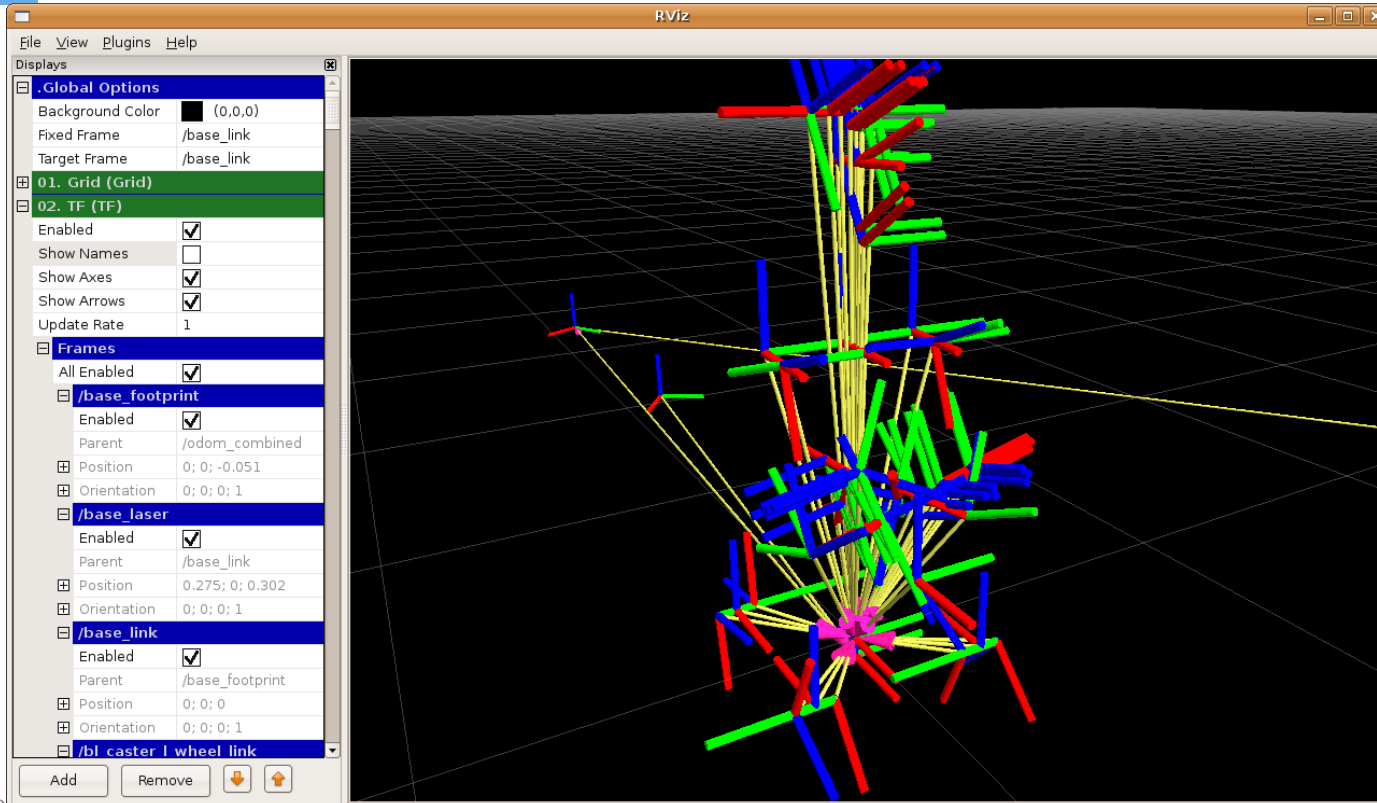 RViz
File View Plugins Help
Displays
.Global Options
Background Color (0,0,0)
Fixed Frame /base_link
Target Frame /base_link
01. Grid (Grid)
02. TF (TF)
Enabled
Show Names
Show Axes
Show Arrows
Update Rate 1
Frames
All Enabled
/base_footprint
Enabled
Parent /odom_combined
Position 0; 0; -0.051
Orientation 0; 0; 0; 1
/base_laser
Enabled
Parent /base_link
Position 0.275; 0; 0.302
Orientation 0; 0; 0; 1
/base_link
Enabled
Parent /base_footprint
Position 0; 0; 0
Orientation 0; 0; 0; 1
/bl_caster_l_wheel_link
Add Remove